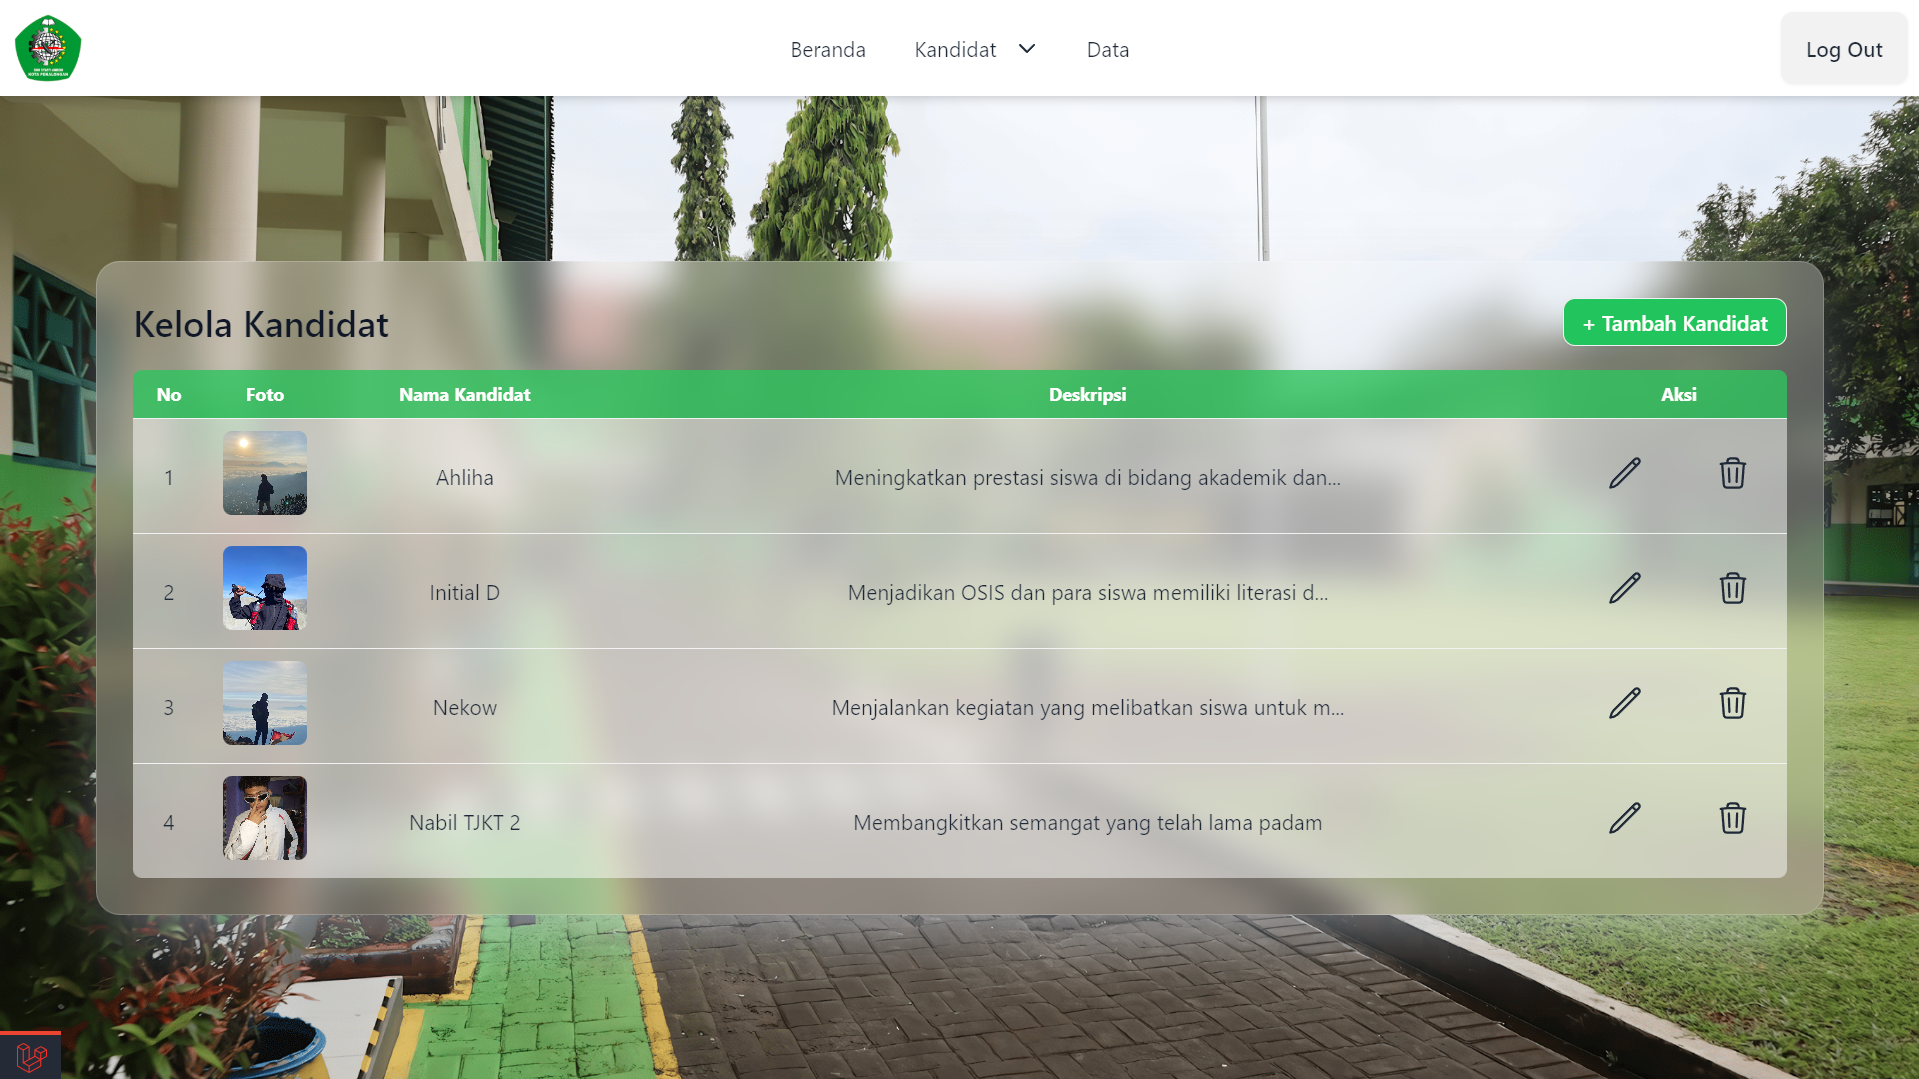 Beranda
Kandidat
Data
Log Out
Kelola Kandidat
+ Tambah Kandidat
No Foto Nama Kandidat Deskripsi Aksi
1 Ahliha Meningkatkan prestasi siswa di bidang akademik dan...
2 Initial D Menjadikan OSIS dan para siswa memiliki literasi d...
3 Nekow Menjalankan kegiatan yang melibatkan siswa untuk m...
4 Nabil TJKT 2 Membangkitkan semangat yang telah lama padam